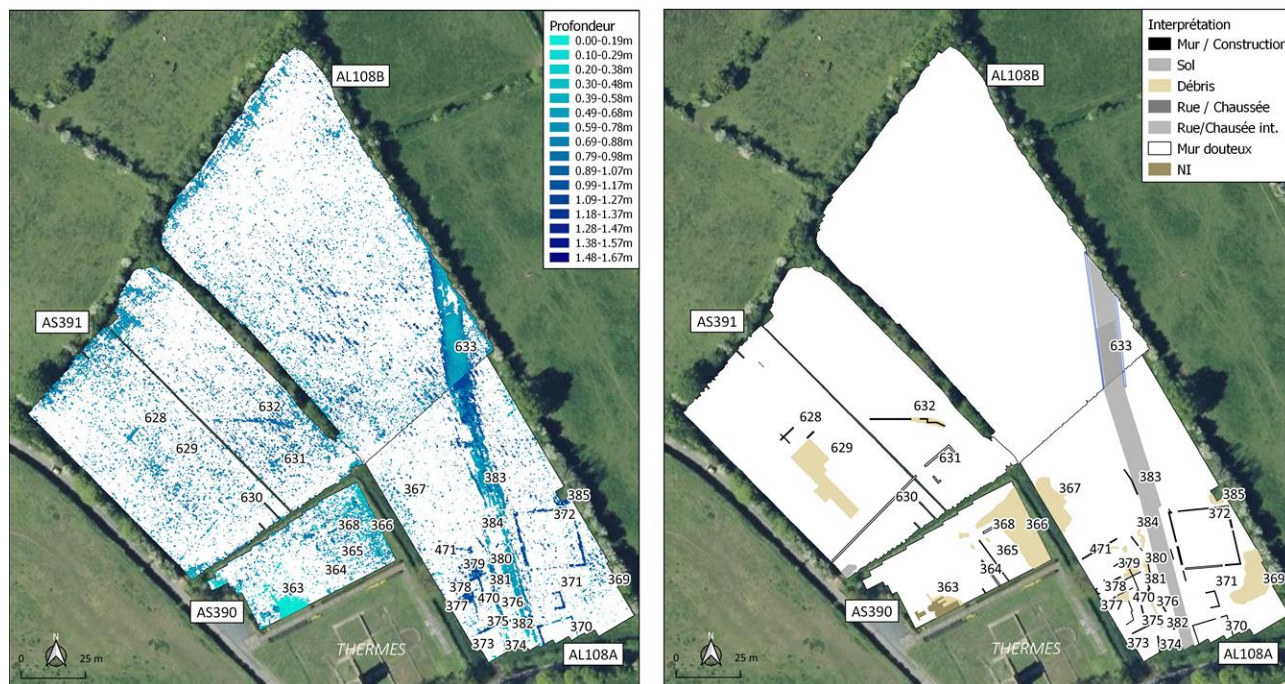 Profondeur
0.00-0.19m
0.10-0.29m
0.20-0.38m
0.30-0.48m
0.39-0.58m
0.49-0.68m
0.59-0.78m
0.69-0.88m
0.79-0.98m
0.89-1.07m
0.99-1.17m
1.09-1.27m
1.18-1.37m
1.28-1.47m
1.38-1.57m
1.48-1.67m
AL108B
AS391
633
628
632
629
631
630
367
383
385
368
366
384
372
365
471
380
364
379
381
371
369
378
363
470
376
377
375
382
370
AS390
373
374
THERMES
AL108A
N
0
25 m
Interprétation
Mur / Construction
Sol
Débris
Rue / Chaussée
Rue/Chausée int.
Mur douteux
NI
AL108B
AS391
633
628
632
629
631
630
367
383
385
368
366
384
372
365
471
380
364
379
381
371
369
378
363
470
376
377
375
382
370
AS390
373
374
THERMES
AL108A
N
0
25 m